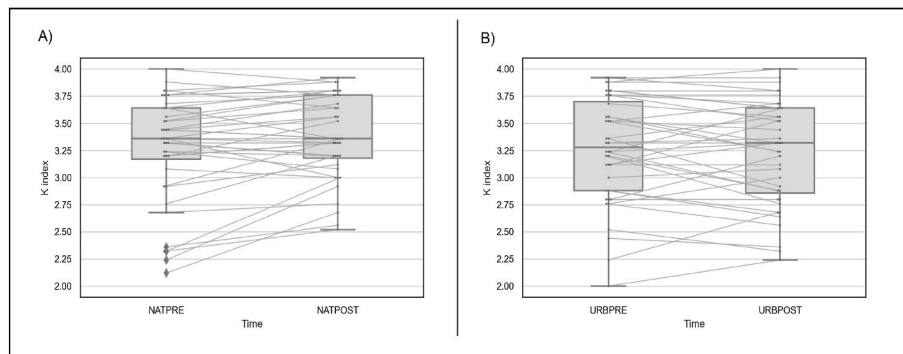 A)
4.00
3.75
3.50
3.25
3.00
2.75
2.50
2.25
2.00
K index
NATPRE NATPOST
Time
B)
4.00
3.75
3.50
3.25
3.00
2.75
2.50
2.25
2.00
K index
URBPRE URBPOST
Time